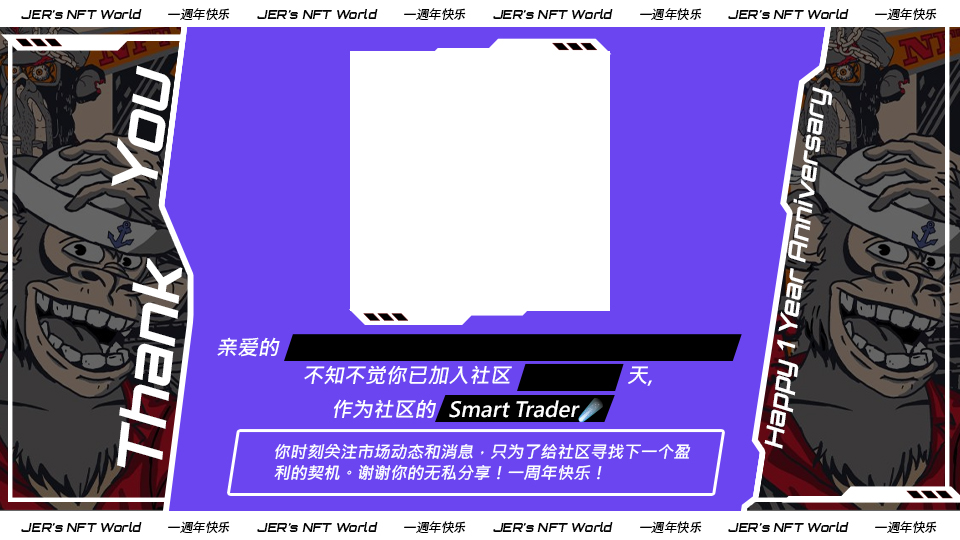 JER's NFT World 一週年快乐 JER's NFT World 一週年快乐 JER's NFT World 一週年快乐 JER's NFT World 一週年快乐
Thank You
亲爱的
不知不觉你已加入社区 天,
作为社区的 Smart Trader
你时刻关注市场动态和消息，只为了给社区寻找下一个盈
利的契机。谢谢你的无私分享！一周年快乐！
Happy 1 Year Anniversary
JER's NFT World 一週年快乐 JER's NFT World 一週年快乐 JER's NFT World 一週年快乐 JER's NFT World 一週年快乐